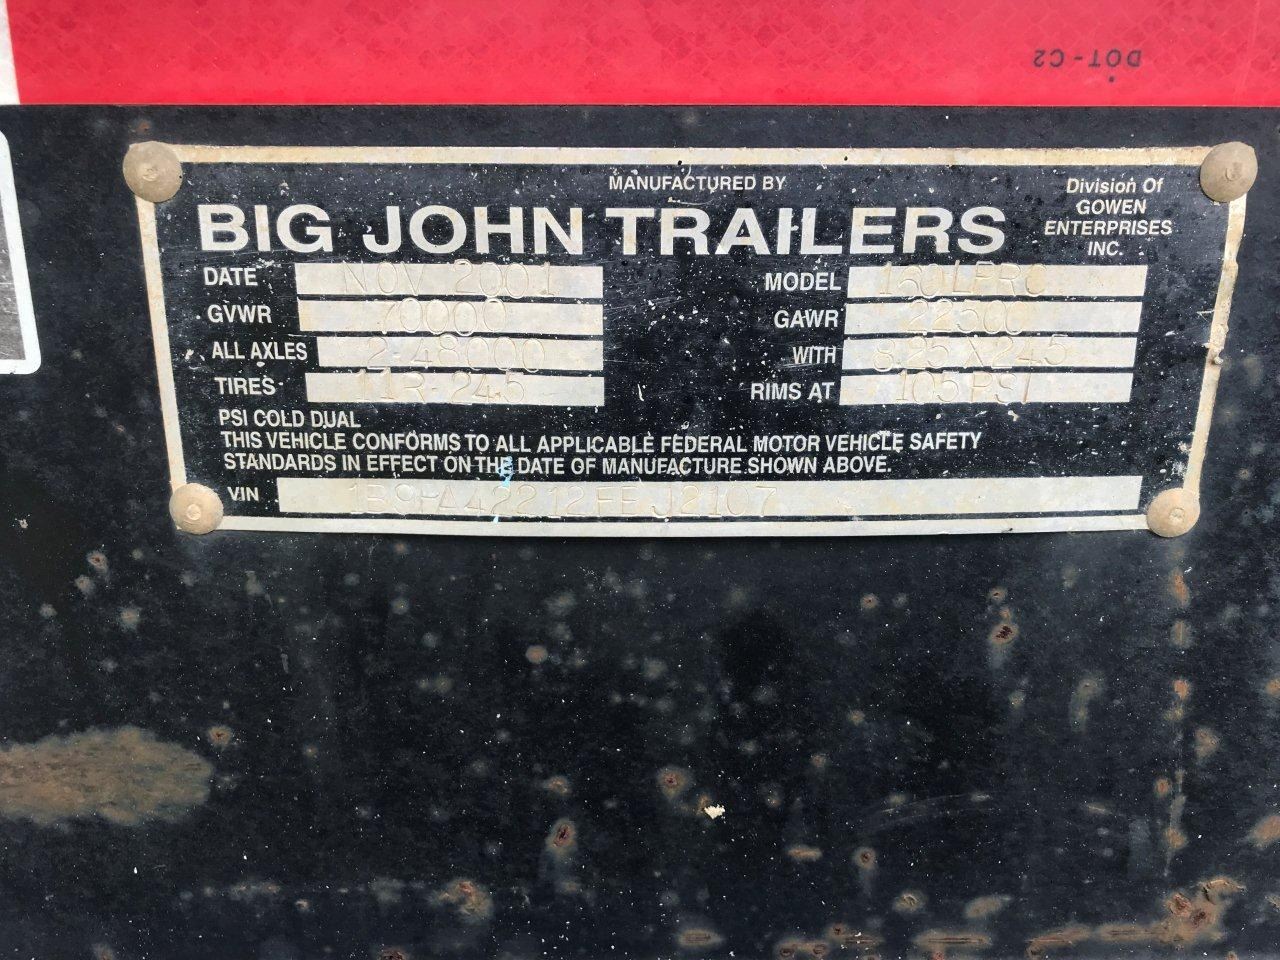 DOT-C2
MANUFACTURED BY
Division Of
GOWEN
ENTERPRISES
INC.
BIG JOHN TRAILERS
DATE NOV 2001
MODEL
GVWR 70000
GAWR 22500
ALL AXLES 2-48000
WITH 8.25 X 24.5
TIRES 11R-24.5
RIMS AT 105 PSI
PSI COLD DUAL
THIS VEHICLE CONFORMS TO ALL APPLICABLE FEDERAL MOTOR VEHICLE SAFETY
STANDARDS IN EFFECT ON THE DATE OF MANUFACTURE SHOWN ABOVE.
VIN